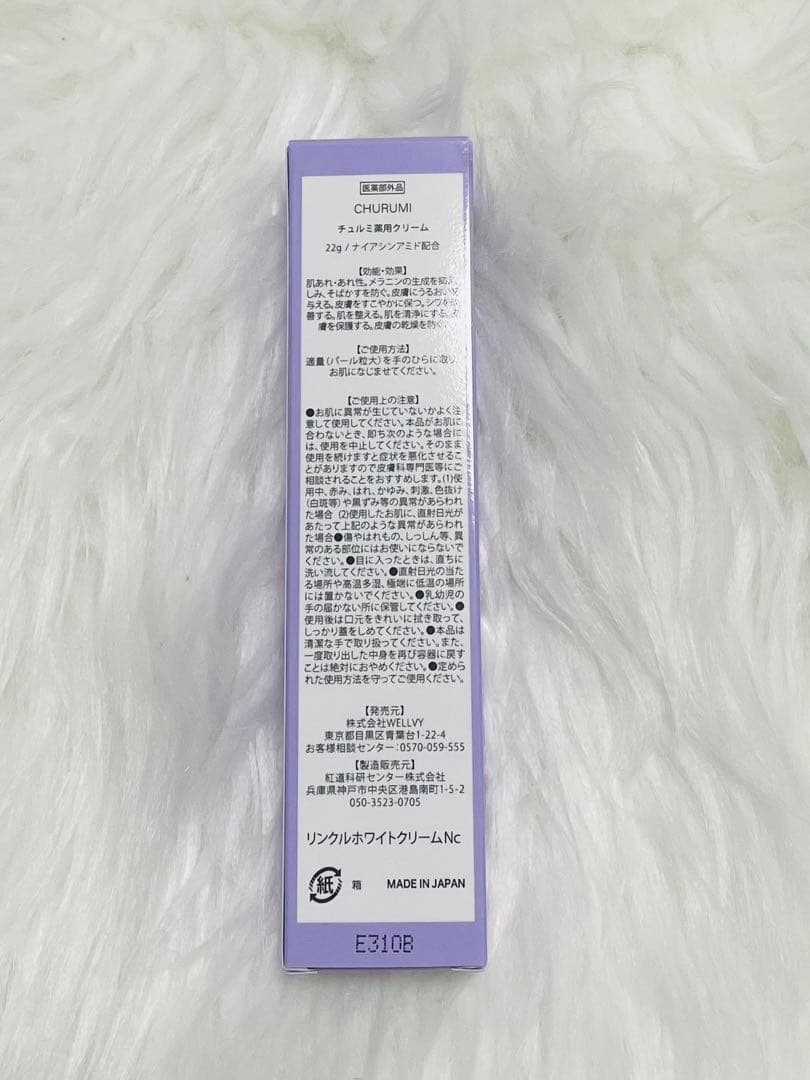 医薬部外品
CHURUMI
チュルミ薬用クリーム
22g / ナイアシンアミド配合
【効能・効果】
肌あれ・あれ性。メラニンの生成を抑え、
しみ、そばかすを防ぐ。皮膚にうるおいを
与える。皮膚をすこやかに保つ。シワを改
善する。肌を整える。肌を清浄にする。皮
膚を保護する。皮膚の乾燥を防ぐ。
【ご使用方法】
適量（パール粒大）を手のひらに取り、
お肌になじませてください。
【ご使用上の注意】
●お肌に異常が生じていないかよく注
意して使用してください。本品がお肌に
合わないとき、即ち次のような場合に
は、使用を中止してください。そのまま
使用を続けますと症状を悪化させるこ
とがありますので皮膚科専門医等にご
相談されることをおすすめします。(1)使
用中、赤み、はれ、かゆみ、刺激、色抜け
（白斑等）や黒ずみ等の異常があらわれ
た場合 (2)使用したお肌に、直射日光が
あたって上記のような異常があらわれ
た場合●傷やはれもの、しっしん等、異
常のある部位にはお使いにならないで
ください。●目に入ったときは、直ちに
洗い流してください。●直射日光の当た
る場所や高温多湿、極端に低温の場所
には置かないでください。●乳幼児の
手の届かない所に保管してください。●
使用後は口元をきれいに拭き取って、
しっかり蓋をしめてください。●本品は
清潔な手で取り扱ってください。また、
一度取り出した中身を再び容器に戻す
ことは絶対におやめください。●定めら
れた使用方法を守ってご使用ください。
【発売元】
株式会社WELLVY
東京都目黒区青葉台1-22-4
お客様相談センター：0570-059-555
【製造販売元】
紅道科研センター株式会社
兵庫県神戸市中央区港島南町1-5-2
050-3523-0705
リンクルホワイトクリームNc
紙 箱 MADE IN JAPAN
E310B